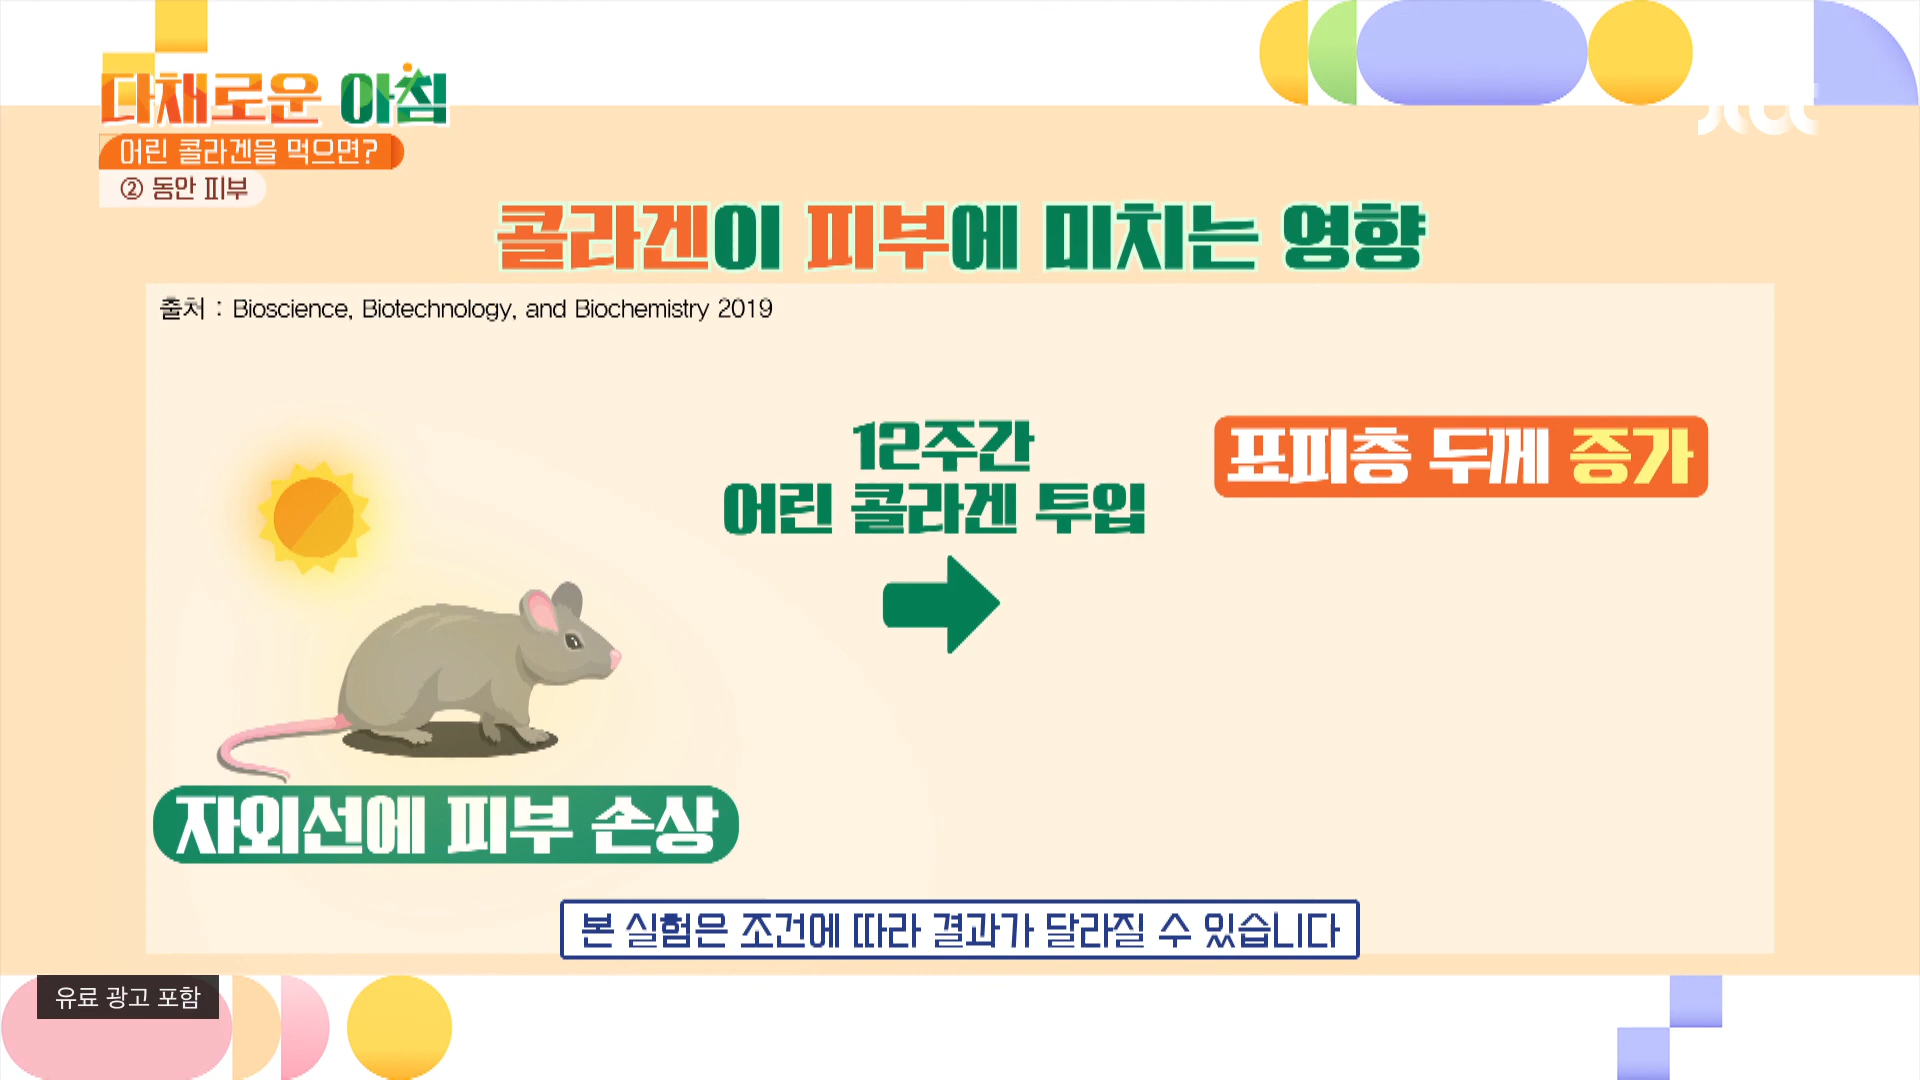 다채로운 아침
어린 콜라겐을 먹으면?
② 동안 피부
jtbc
콜라겐이 피부에 미치는 영향
출처 : Bioscience, Biotechnology, and Biochemistry 2019
12주간
어린 콜라겐 투입
표피층 두께 증가
자외선에 피부 손상
본 실험은 조건에 따라 결과가 달라질 수 있습니다
유료 광고 포함